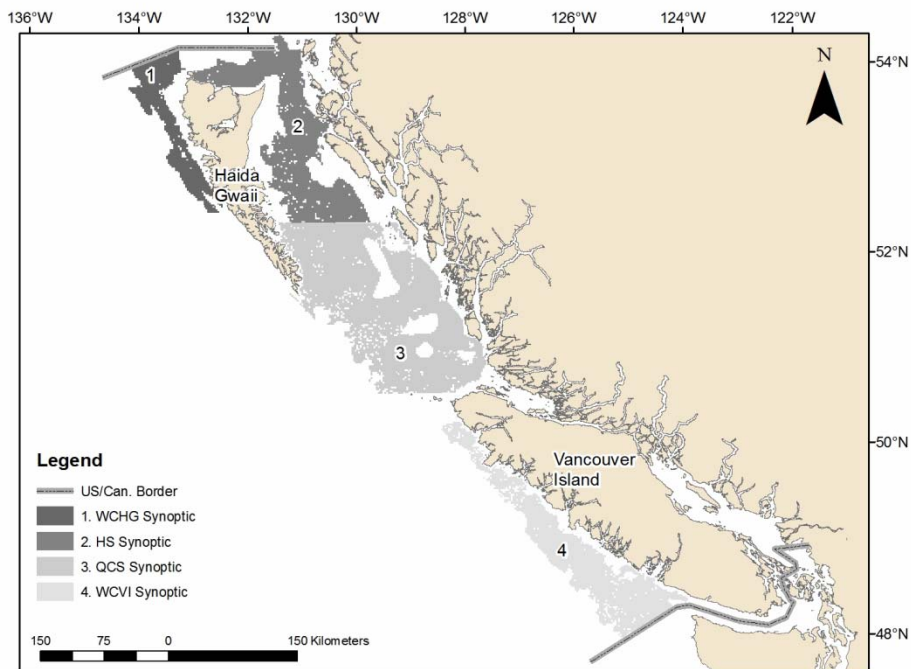 136°W 134°W 132°W 130°W 128°W 126°W 124°W 122°W
54°N
N
1
2
Haida
Gwaii
52°N
3
50°N
Vancouver
Island
4
48°N
Legend
US/Can. Border
1. WCHG Synoptic
2. HS Synoptic
3. QCS Synoptic
4. WCVI Synoptic
150 75 0 150 Kilometers